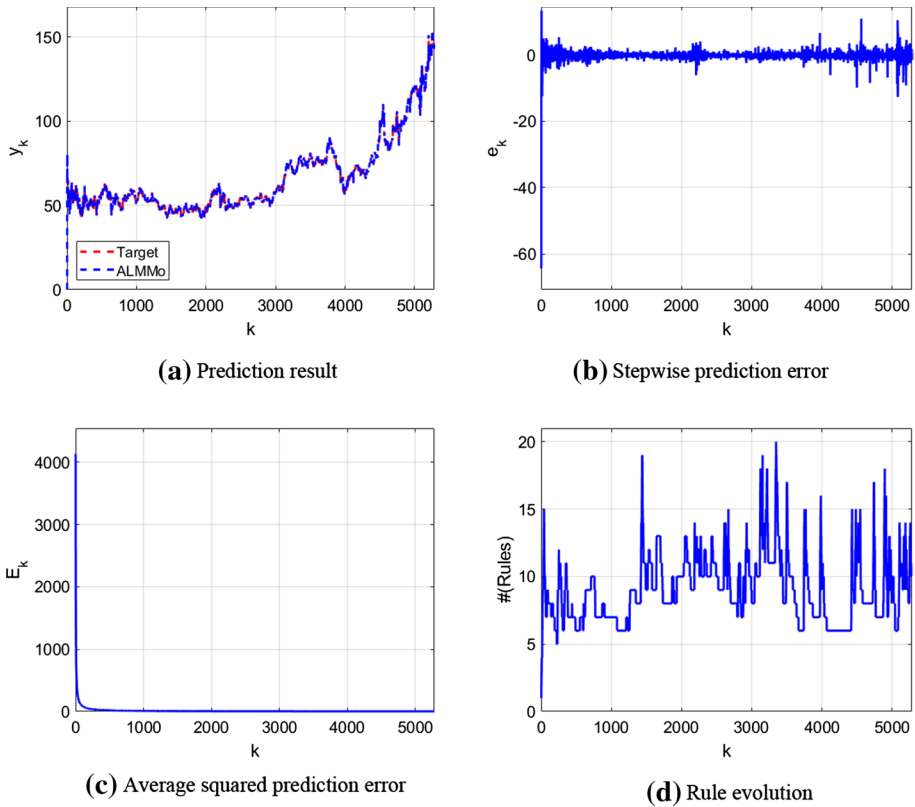 150
100
50
0
y_k
Target
ALMMo
0 1000 2000 3000 4000 5000
k
(a) Prediction result
0
-20
-40
-60
e_k
0 1000 2000 3000 4000 5000
k
(b) Stepwise prediction error
4000
3000
2000
1000
0
E_k
0 1000 2000 3000 4000 5000
k
(c) Average squared prediction error
20
15
10
5
0
#(Rules)
0 1000 2000 3000 4000 5000
k
(d) Rule evolution